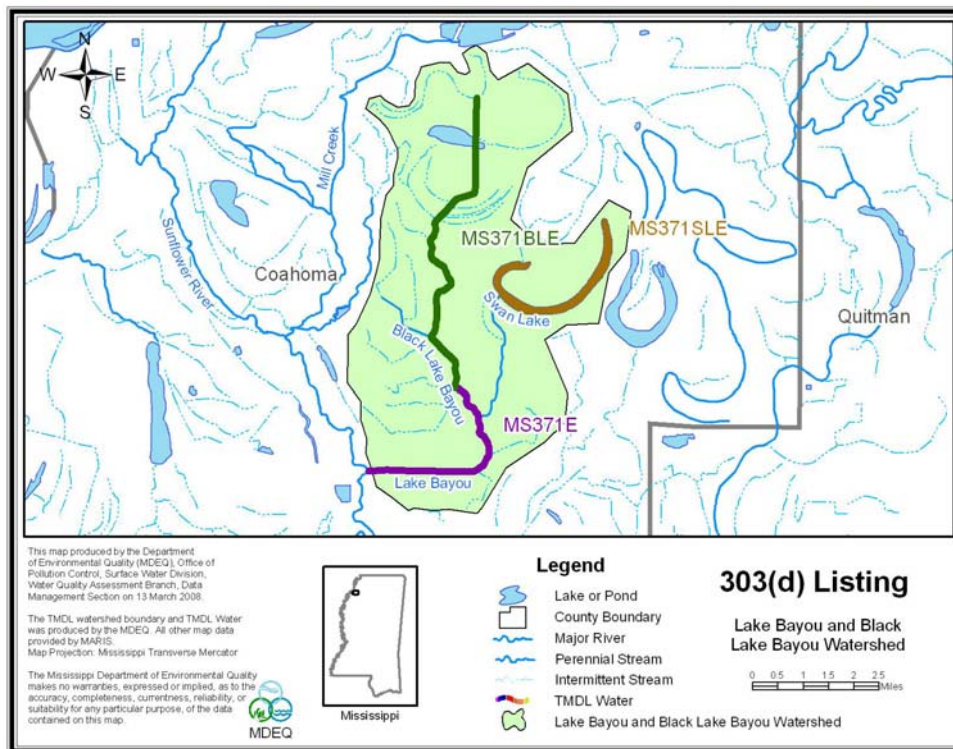 N
W E
S
Mill Creek
Sunflower River
Coahoma
MS371BLE
MS371SLE
Swan Lake
Quitman
Black Lake Bayou
MS371E
Lake Bayou
This map produced by the Department
of Environmental Quality (MDEQ), Office of
Pollution Control, Surface Water Division,
Water Quality Assessment Branch, Data
Management Section on 13 March 2008.
The TMDL watershed boundary and TMDL Water
was produced by the MDEQ. All other map data
provided by MARIS.
Map Projection: Mississippi Transverse Mercator
The Mississippi Department of Environmental Quality
makes no warranties, expressed or implied, as to the
accuracy, completeness, currentness, reliability, or
suitability for any particular purpose, of the data
contained on this map.
MDEQ
Mississippi
Legend
Lake or Pond
County Boundary
Major River
Perennial Stream
Intermittent Stream
TMDL Water
Lake Bayou and Black Lake Bayou Watershed
303(d) Listing
Lake Bayou and Black
Lake Bayou Watershed
0 0.5 1 1.5 2 2.5
Miles